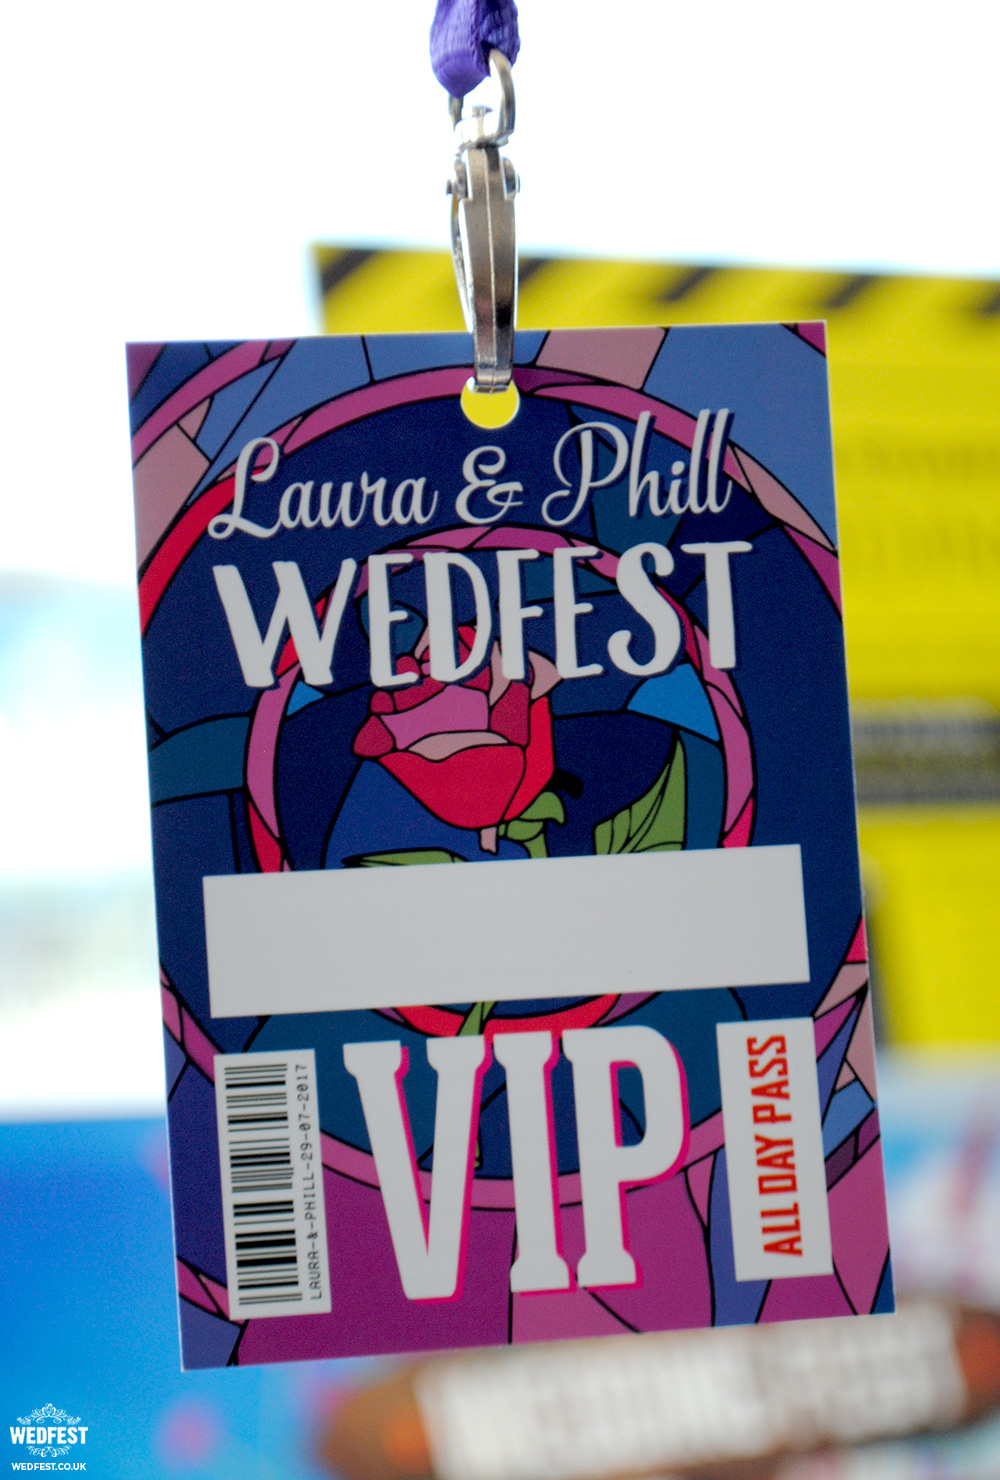 Laura & Phill
WEDFEST
VIP
LAURA-&-PHILL-29-07-2017
ALL DAY PASS
WEDFEST
WEDFEST.CO.UK